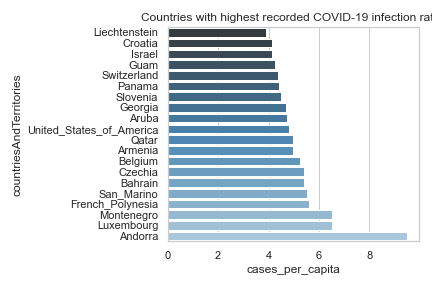 Countries with highest recorded COVID-19 infection rat
Liechtenstein
Croatia
Israel
Guam
Switzerland
Panama
Slovenia
Georgia
Aruba
United_States_of_America
Qatar
Armenia
Belgium
Czechia
Bahrain
San_Marino
French_Polynesia
Montenegro
Luxembourg
Andorra
countriesAndTerritories
0 2 4 6 8
cases_per_capita